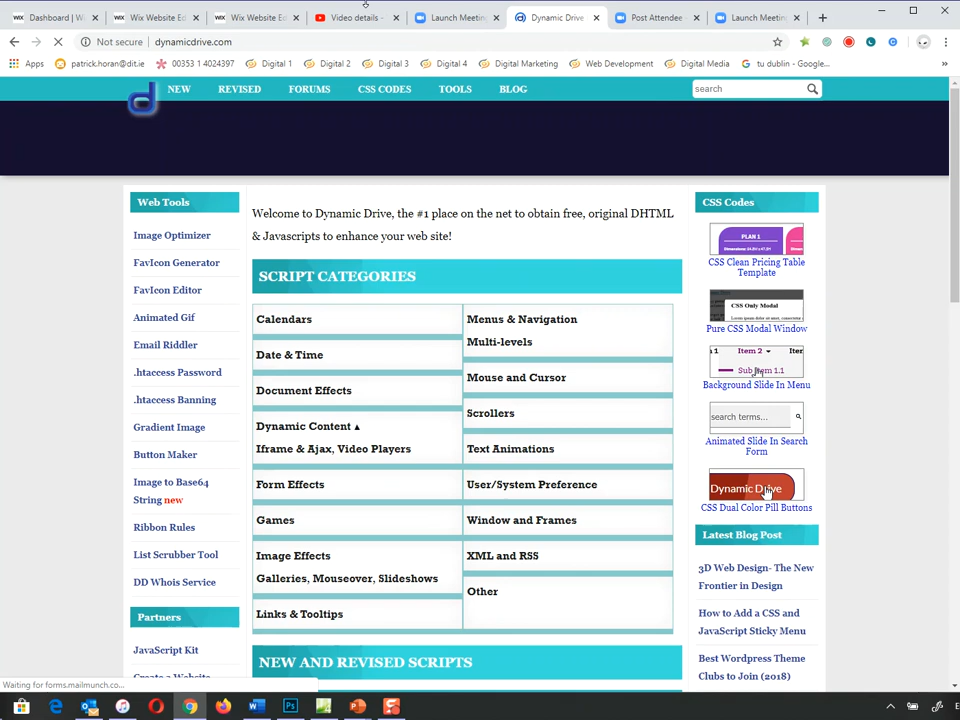 Dashboard | W
Wix Website Ed
Wix Website Ed
Video details -
Launch Meetin
Dynamic Drive
Post Attendee
Launch Meetin
Not secure
dynamicdrive.com
Apps
patrick.horan@dit.ie
00353 1 4024397
Digital 1
Digital 2
Digital 3
Digital 4
Digital Marketing
Web Development
Digital Media
tu dublin - Google...
»
d
NEW
REVISED
FORUMS
CSS CODES
TOOLS
BLOG
search
Web Tools
Image Optimizer
FavIcon Generator
FavIcon Editor
Animated Gif
Email Riddler
.htaccess Password
.htaccess Banning
Gradient Image
Button Maker
Image to Base64
String new
Ribbon Rules
List Scrubber Tool
DD Whois Service
Partners
JavaScript Kit
Create a Website
Welcome to Dynamic Drive, the #1 place on the net to obtain free, original DHTML
& Javascripts to enhance your web site!
SCRIPT CATEGORIES
Calendars
Date & Time
Document Effects
Dynamic Content ▲
Iframe & Ajax, Video Players
Form Effects
Games
Image Effects
Galleries, Mouseover, Slideshows
Links & Tooltips
Menus & Navigation
Multi-levels
Mouse and Cursor
Scrollers
Text Animations
User/System Preference
Window and Frames
XML and RSS
Other
NEW AND REVISED SCRIPTS
CSS Codes
PLAN 1
CSS Clean Pricing Table
Template
CSS Only Modal
Pure CSS Modal Window
1
Item 2
Iter
Sub Item 1.1
Background Slide In Menu
search terms...
Animated Slide In Search
Form
Dynamic Drive
CSS Dual Color Pill Buttons
Latest Blog Post
3D Web Design- The New
Frontier in Design
How to Add a CSS and
JavaScript Sticky Menu
Best Wordpress Theme
Clubs to Join (2018)
Waiting for forms.mailmunch.co...
E